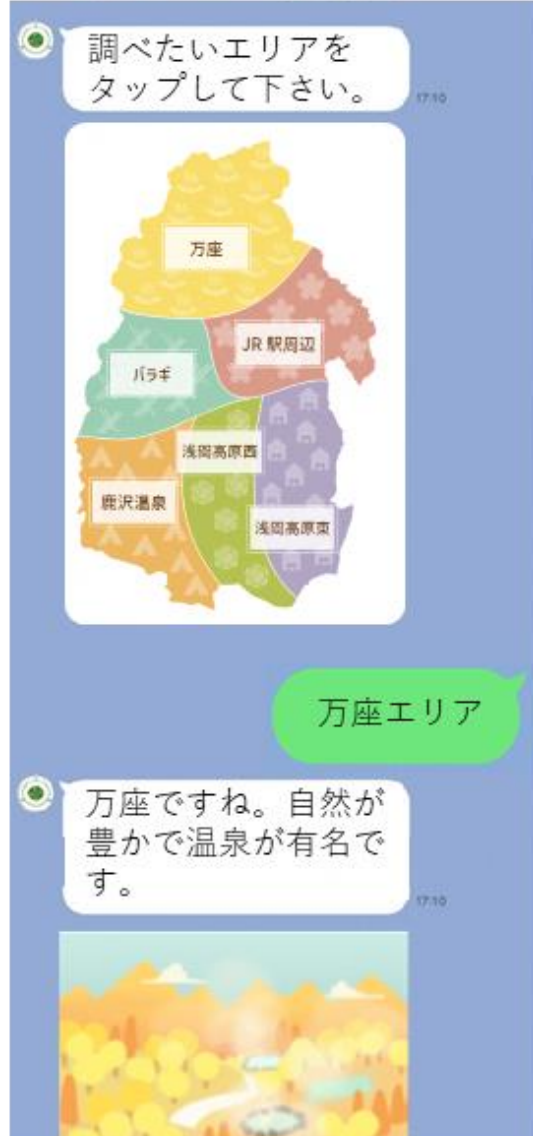 調べたいエリアを
タップして下さい。
17:10
万座
JR 駅周辺
バラギ
浅間高原西
鹿沢温泉
浅間高原東
万座エリア
万座ですね。自然が
豊かで温泉が有名で
す。
17:10